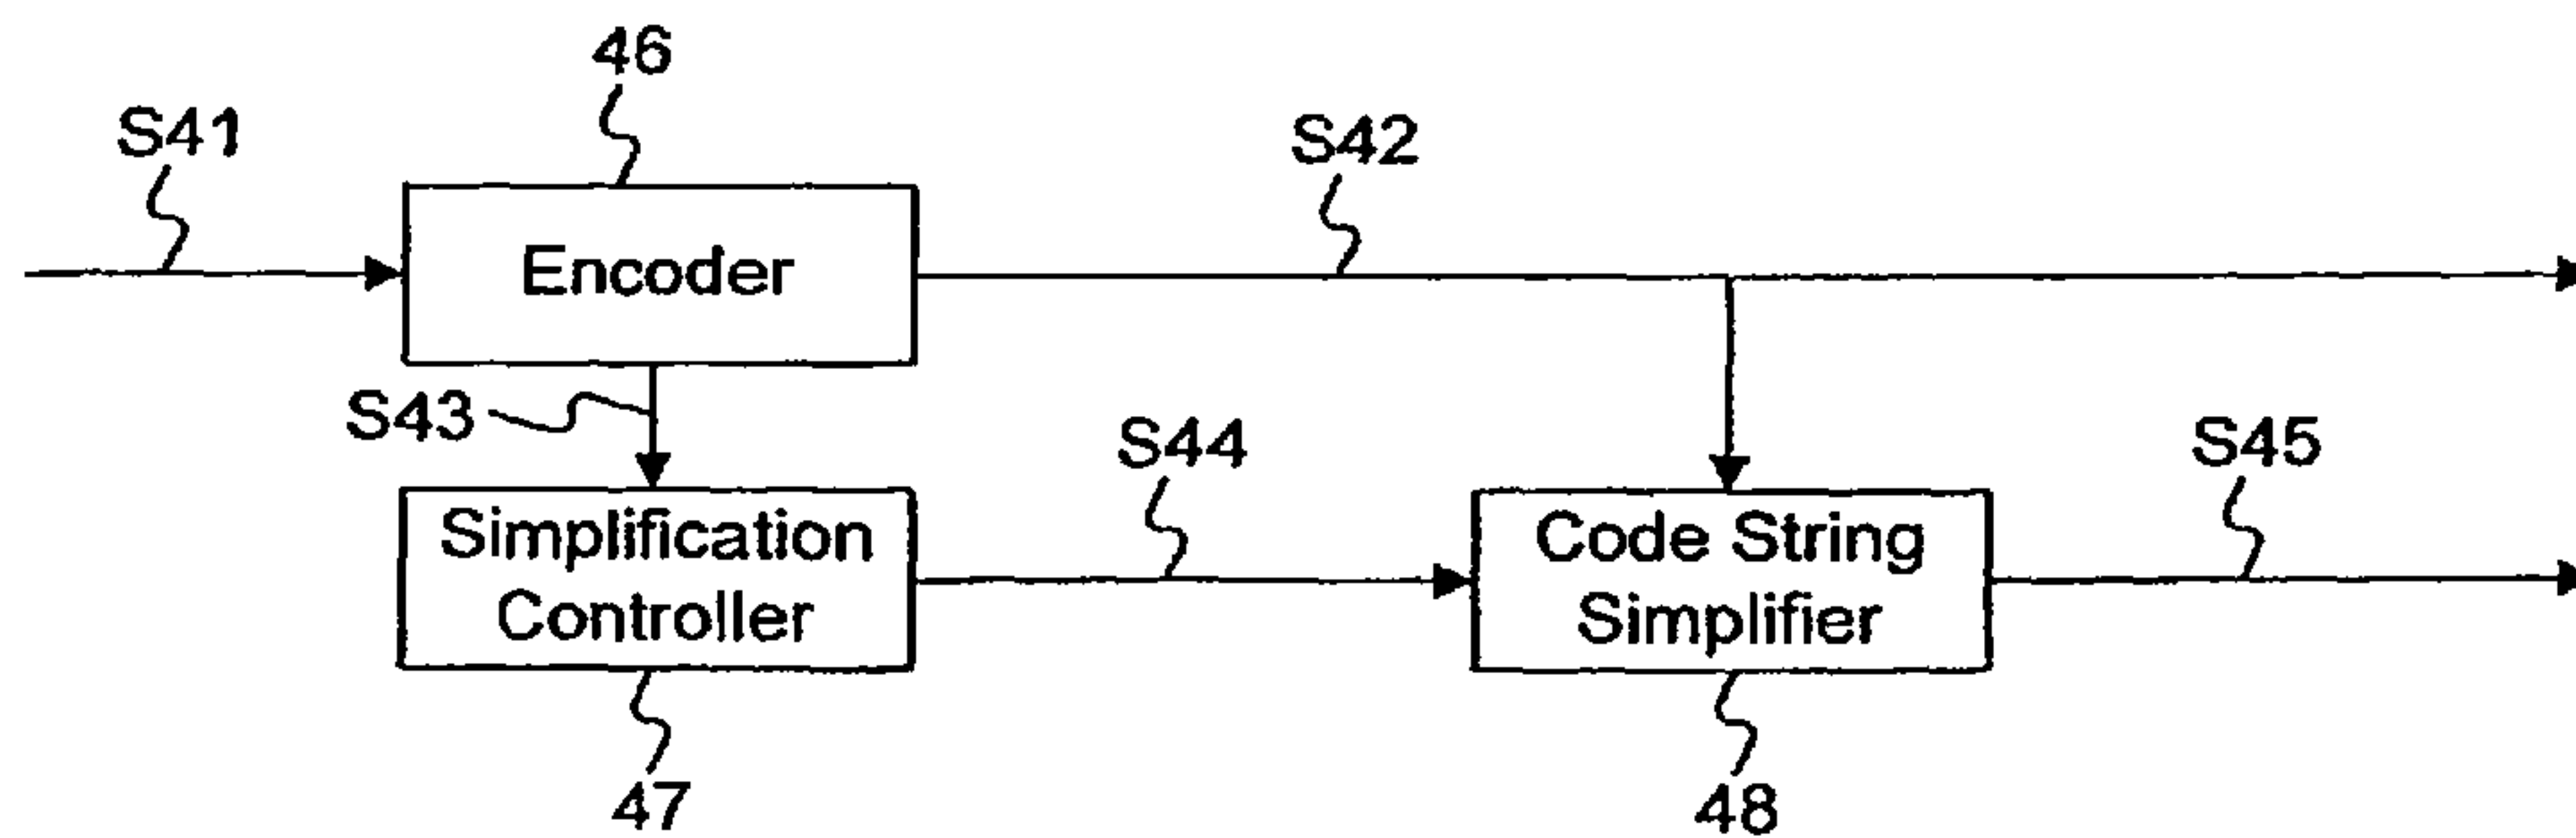 46
S41
S42
Encoder
S43
S44
S45
Simplification
Controller
Code String
Simplifier
47
48